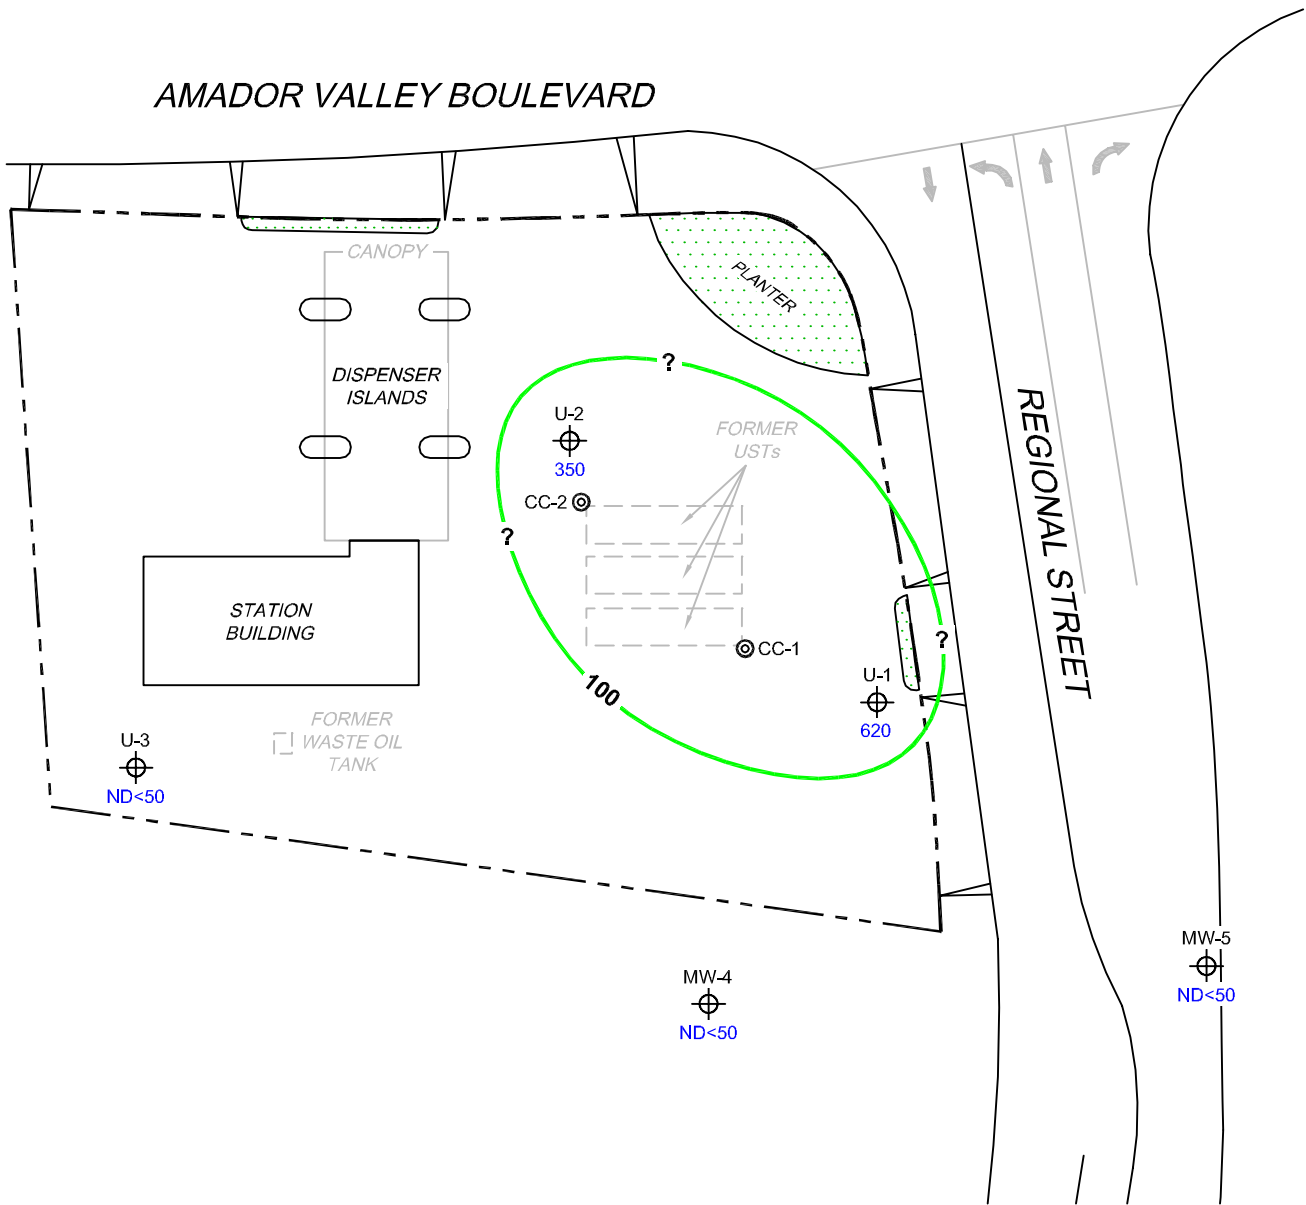 AMADOR VALLEY BOULEVARD
CANOPY
PLANTER
DISPENSER
ISLANDS
?
U-2
350
FORMER
USTs
REGIONAL STREET
CC-2
?
STATION
BUILDING
?
CC-1
100
U-1
620
FORMER
WASTE OIL
TANK
U-3
ND<50
MW-5
ND<50
MW-4
ND<50